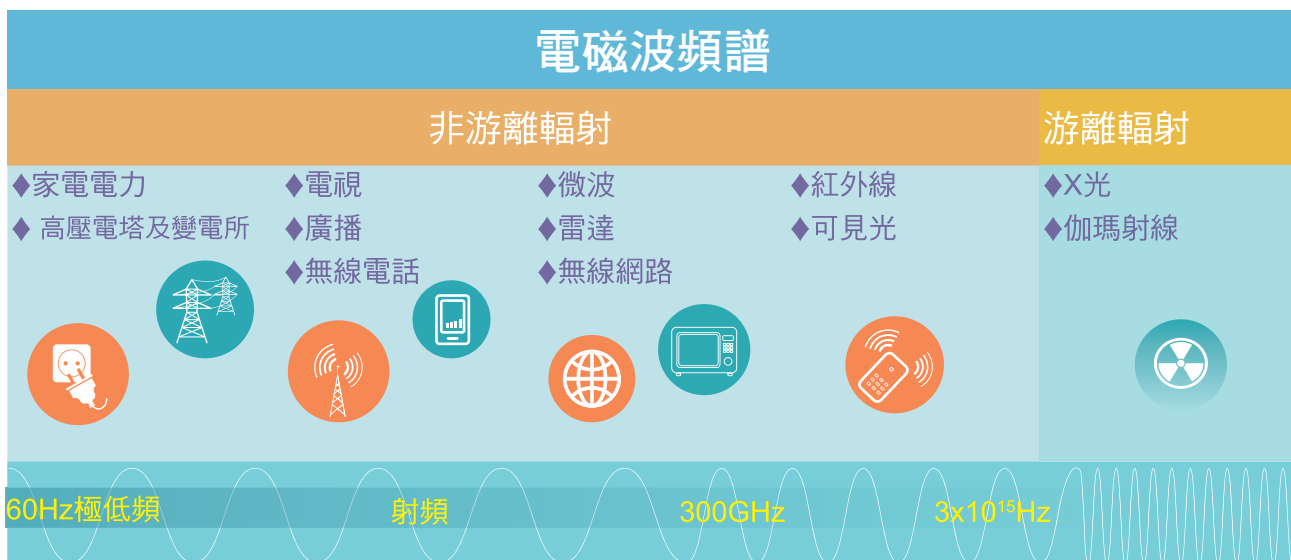 電磁波頻譜
非游離輻射
游離輻射
♦家電電力
♦ 高壓電塔及變電所
♦電視
♦廣播
♦無線電話
♦微波
♦雷達
♦無線網路
♦紅外線
♦可見光
♦X光
♦伽瑪射線
60Hz極低頻
射頻
300GHz
3x10¹⁵Hz